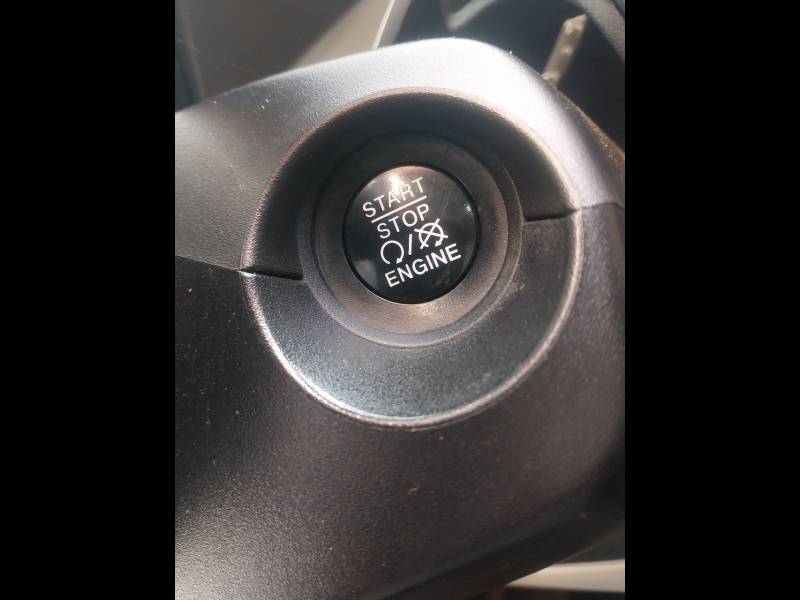 START
STOP
/
ENGINE